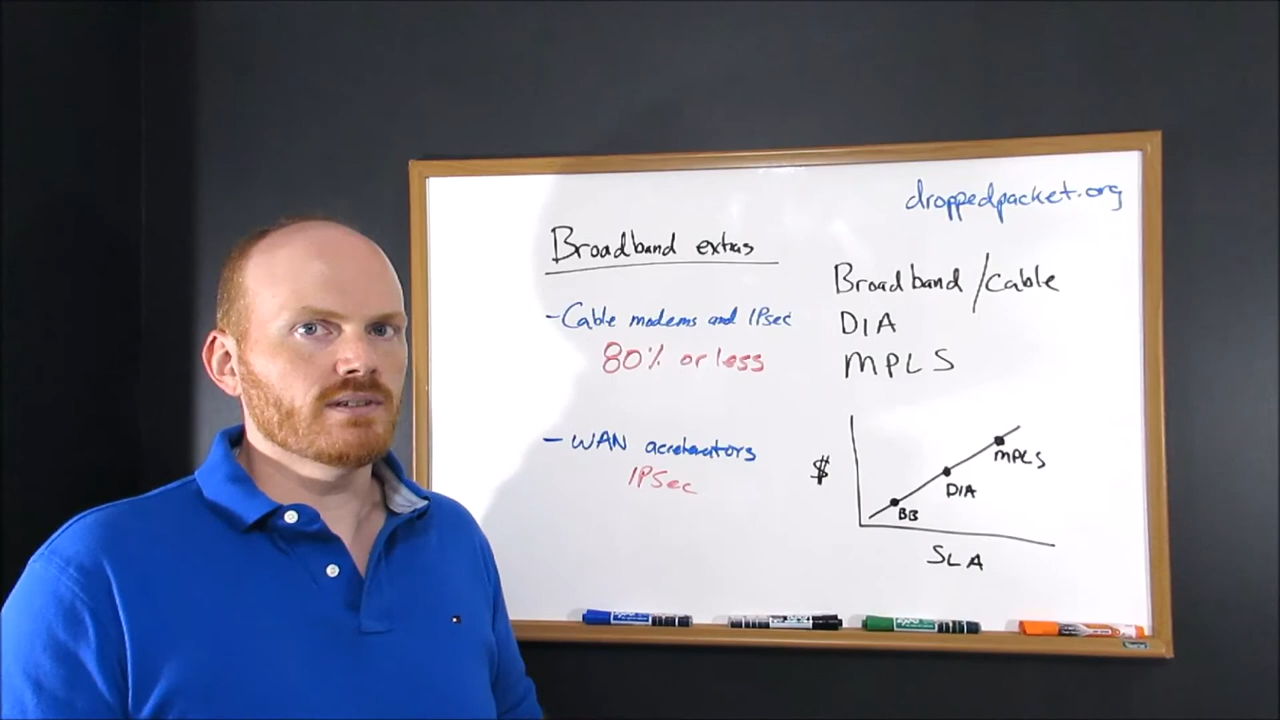 droppedpacket.org
Broadband extras
- Cable modems and IPsec
80% or less
- WAN accelerators
IPSec
Broadband/cable
DIA
MPLS
$
MPLS
DIA
BB
SLA